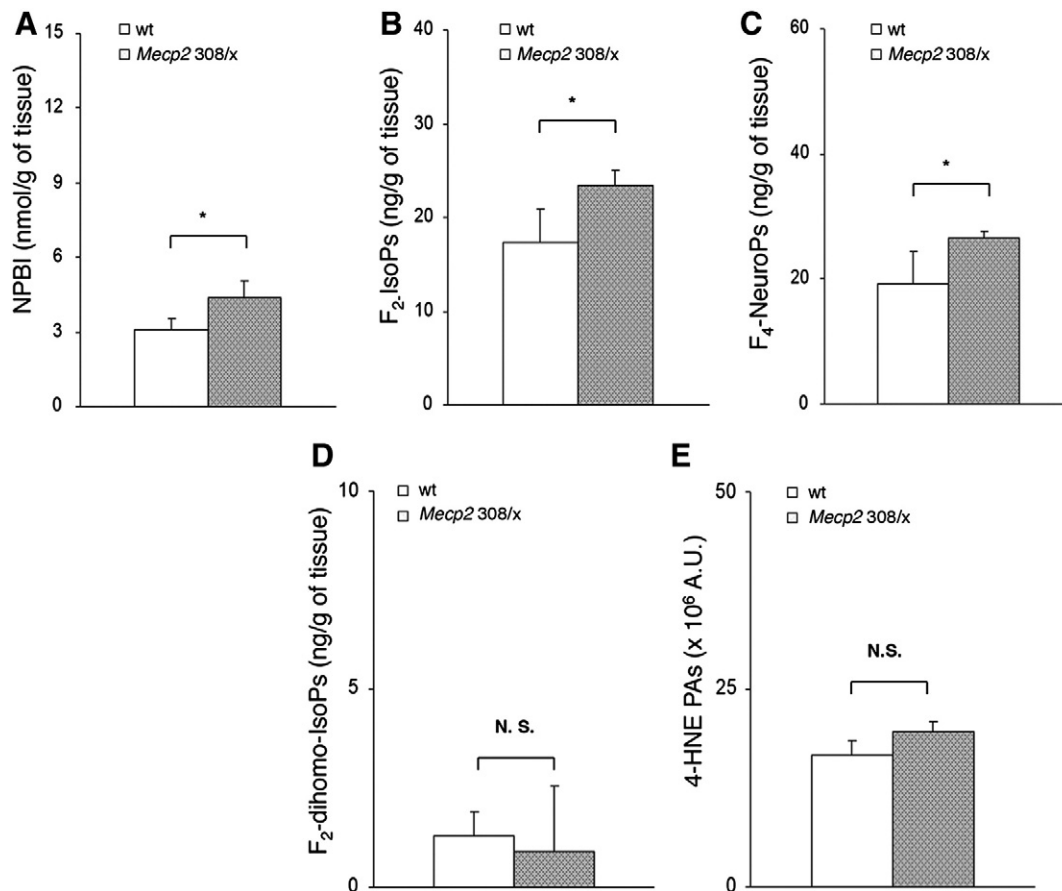 A
wt
Mecp2 308/x
NPBI (nmol/g of tissue)
15
12
9
6
3
0
*
B
wt
Mecp2 308/x
F₂-IsoPs (ng/g of tissue)
40
30
20
10
0
*
C
wt
Mecp2 308/x
F₄-NeuroPs (ng/g of tissue)
60
40
20
0
*
D
wt
Mecp2 308/x
F₂-dihomo-IsoPs (ng/g of tissue)
10
5
0
N. S.
E
wt
Mecp2 308/x
4-HNE PAs (x 10⁶ A.U.)
50
25
0
N.S.